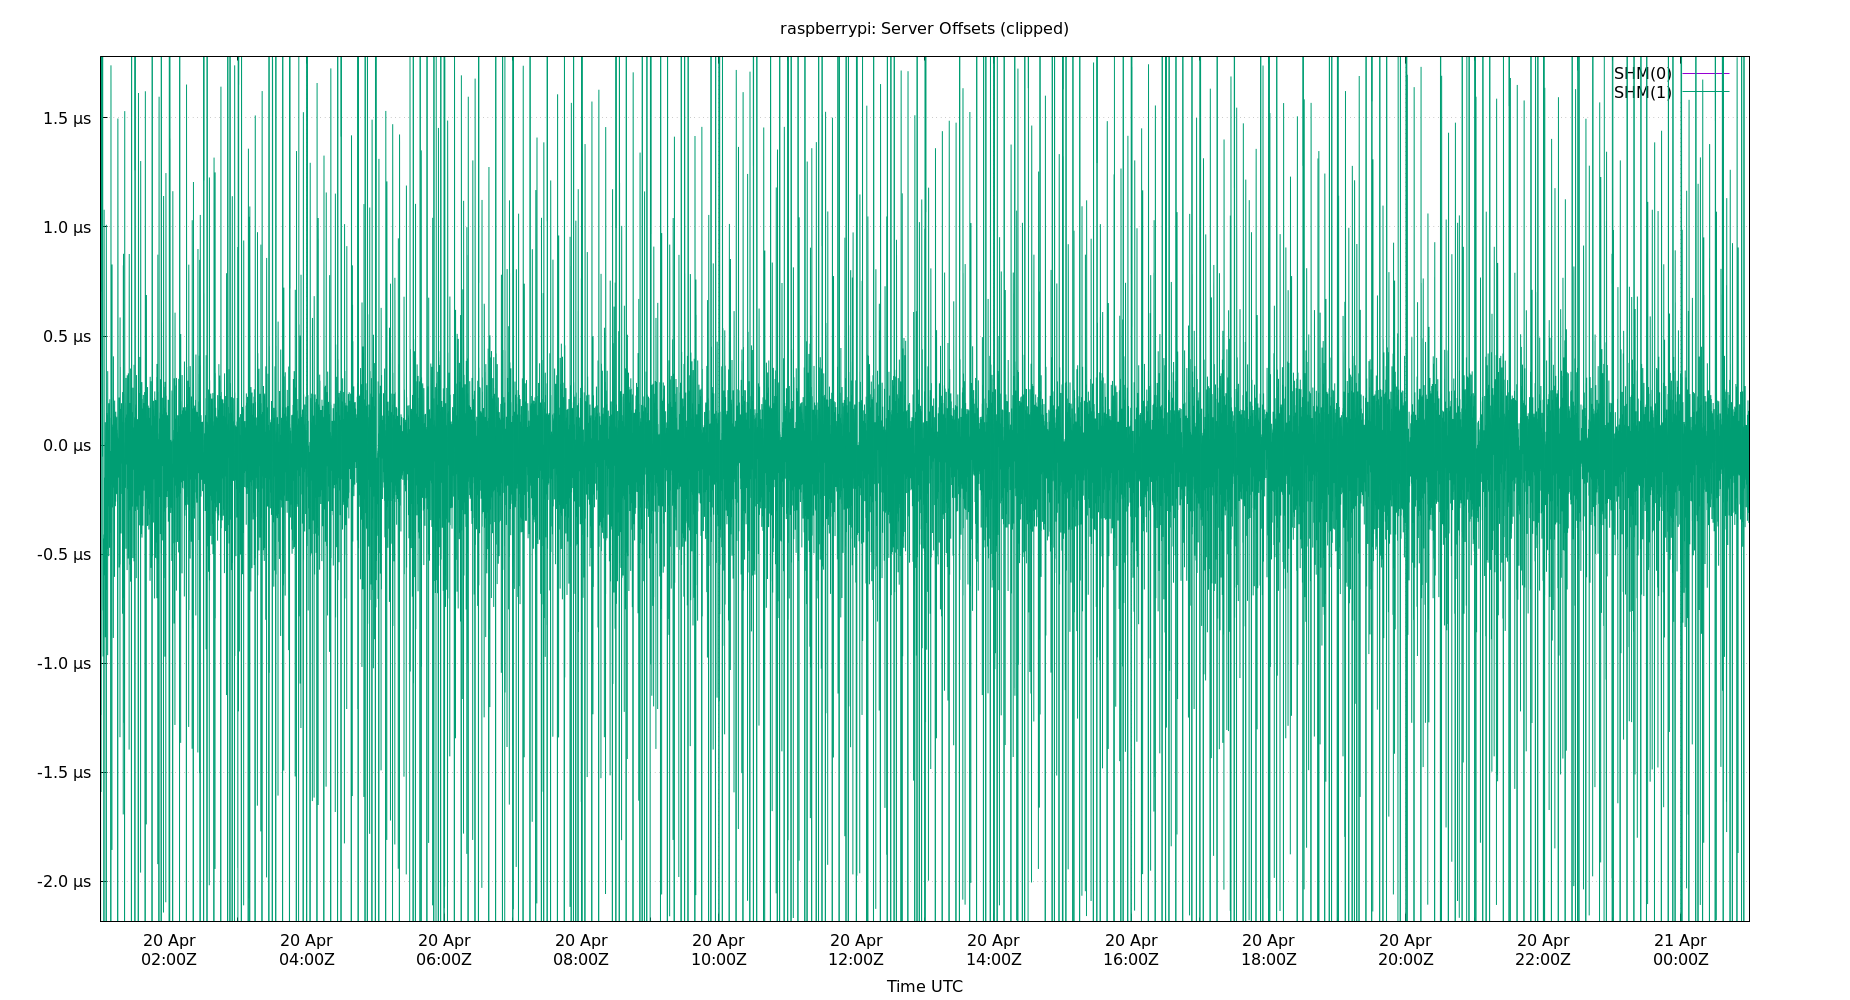 raspberrypi: Server Offsets (clipped)
SHM(0)
SHM(1)
1.5 µs
1.0 µs
0.5 µs
0.0 µs
-0.5 µs
-1.0 µs
-1.5 µs
-2.0 µs
20 Apr 20 Apr 20 Apr 20 Apr 20 Apr 20 Apr 20 Apr 20 Apr 20 Apr 20 Apr 20 Apr 21 Apr
02:00Z 04:00Z 06:00Z 08:00Z 10:00Z 12:00Z 14:00Z 16:00Z 18:00Z 20:00Z 22:00Z 00:00Z
Time UTC